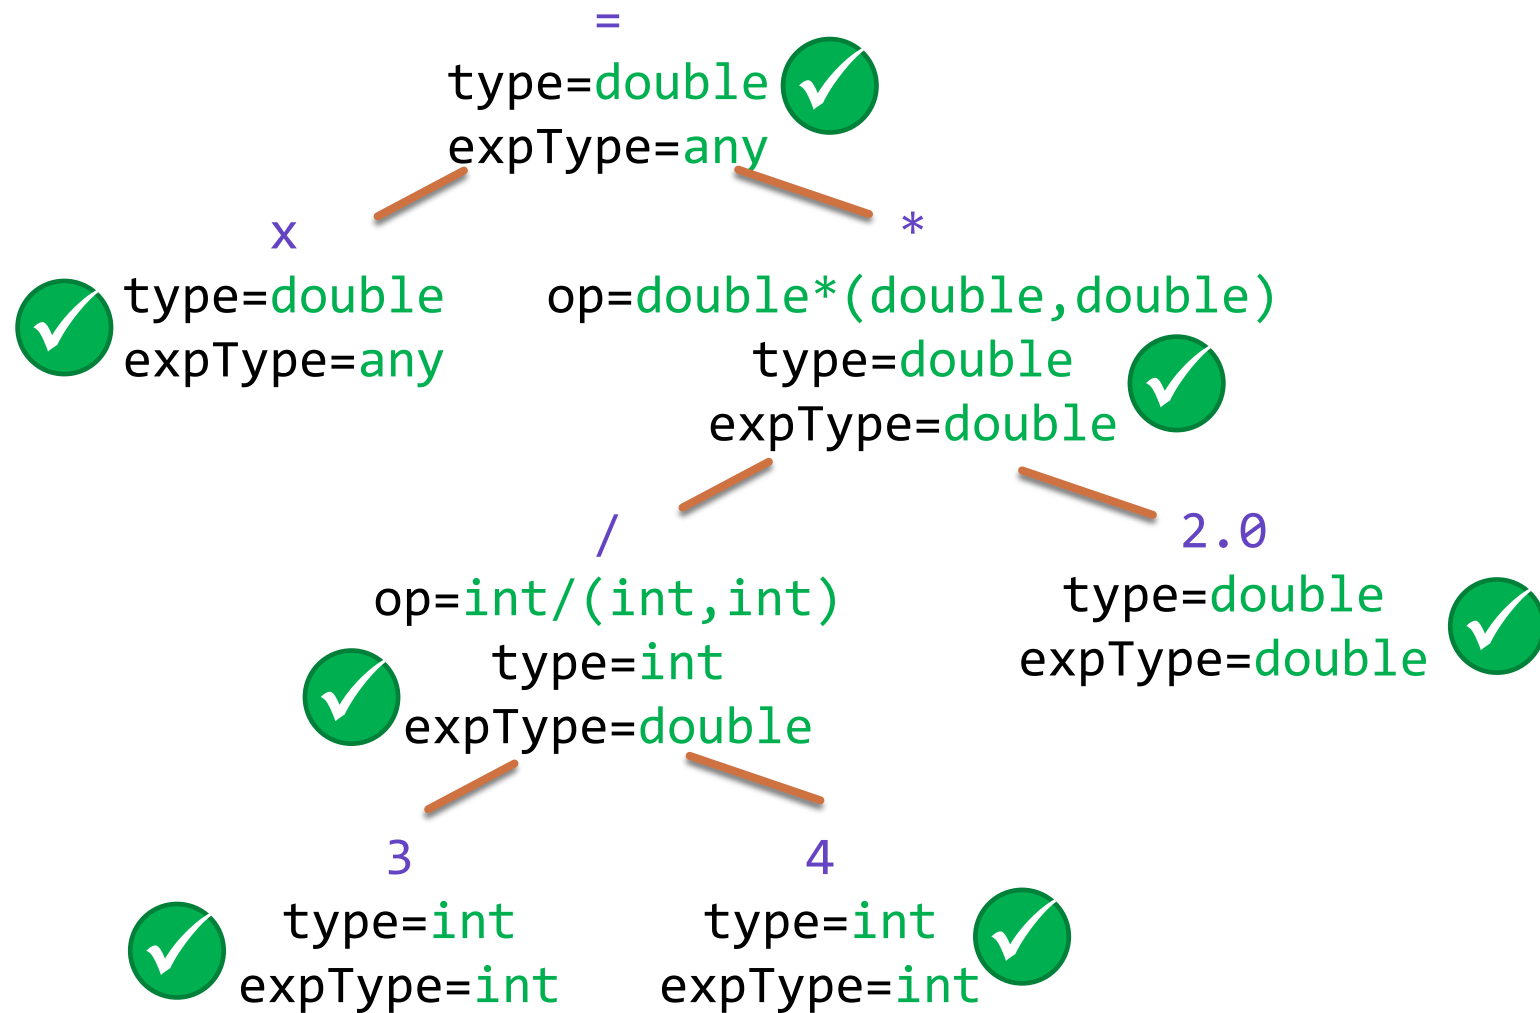 =
type=double
expType=any
x
type=double
expType=any
*
op=double*(double,double)
type=double
expType=double
/
op=int/(int,int)
type=int
expType=double
2.0
type=double
expType=double
3
type=int
expType=int
4
type=int
expType=int